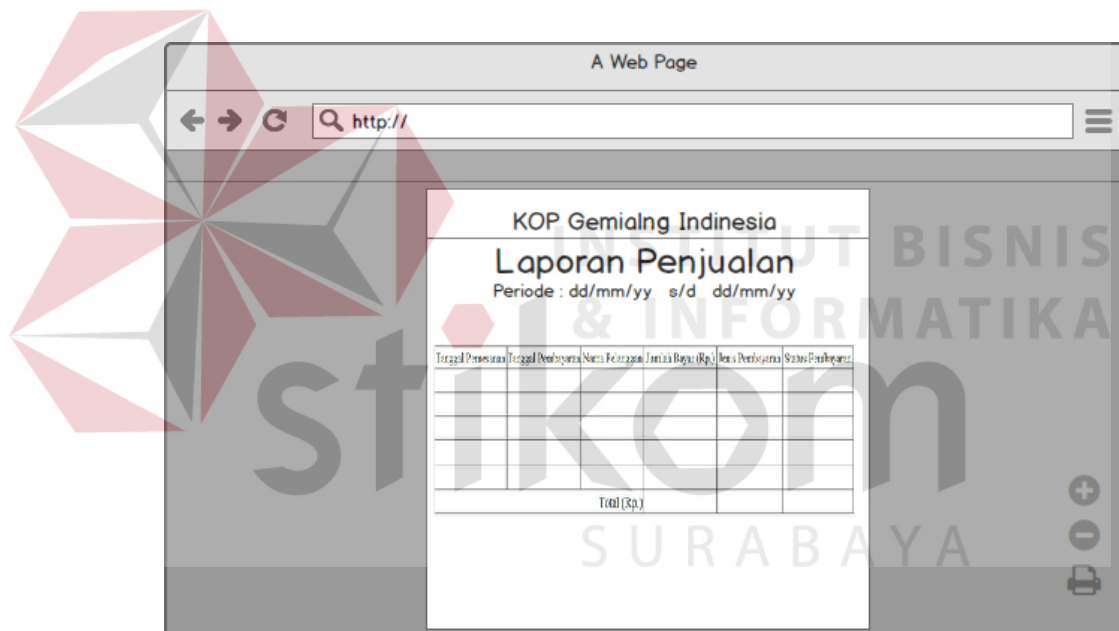 A Web Page
http://
KOP Gemialng Indinesia
Laporan Penjualan
Periode : dd/mm/yy s/d dd/mm/yy
Tanggal Pemesanan Tanggal Pembayaran Nama Pelanggan Jumlah Bayar (Rp.) Jenis Pembayaran Status Pembayaran
Total (Rp.)
INSTITUT BISNIS
& INFORMATIKA
stikom
SURABAYA